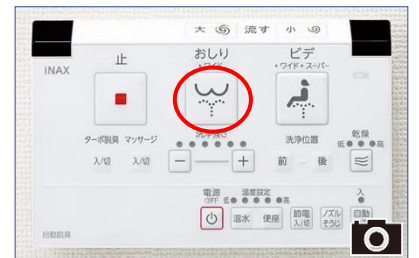 大 流す 小
INAX
止
おしり
・ワイド
ビデ
・ワイド・スーパー
ターボ脱臭 マッサージ
洗浄強さ
洗浄位置
乾燥
低 高
入/切 入/切
− +
前 後
電源
OFF
温度設定
低 高
入
温水 便座
節電
入/切
ノズル
そうじ
自動
自動脱臭